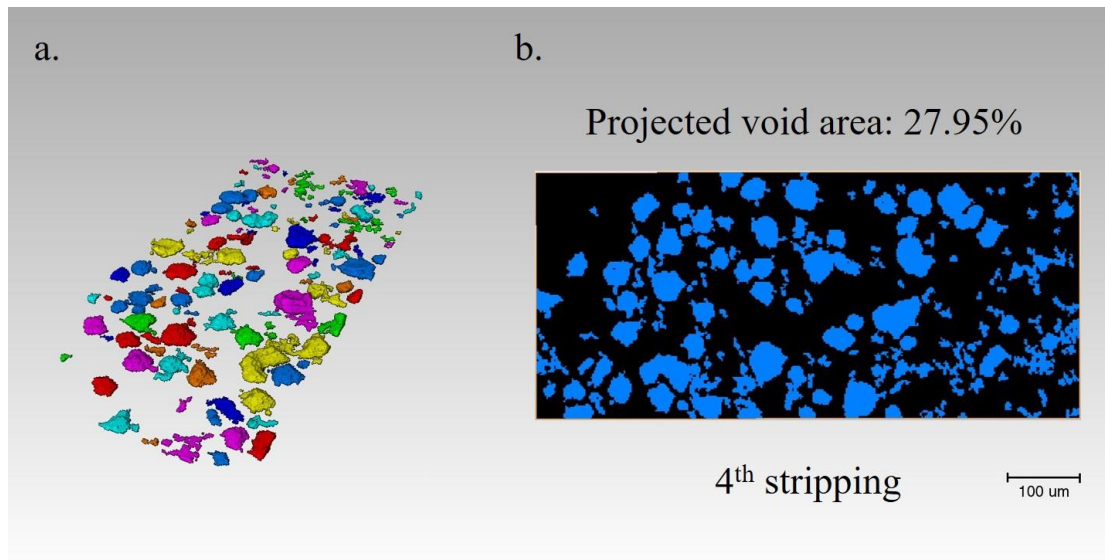 a.
b.
Projected void area: 27.95%
4th stripping
100 um